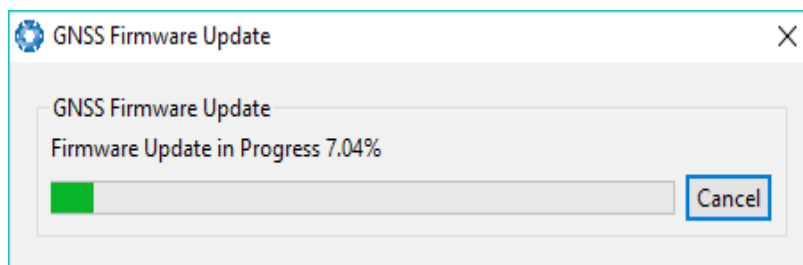 GNSS Firmware Update
GNSS Firmware Update
Firmware Update in Progress 7.04%
Cancel